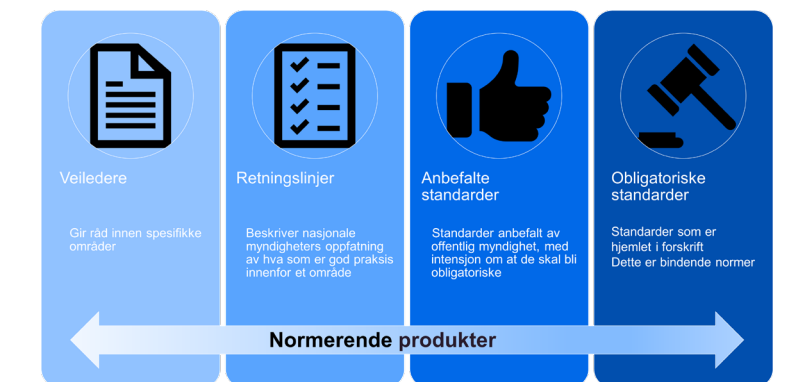 Veiledere
Gir råd innen spesifikke
områder
Retningslinjer
Beskriver nasjonale
myndigheters oppfatning
av hva som er god praksis
innenfor et område
Anbefalte
standarder
Standarder anbefalt av
offentlig myndighet, med
intensjon om at de skal bli
obligatoriske
Obligatoriske
standarder
Standarder som er
hjemlet i forskrift
Dette er bindende normer
Normerende produkter